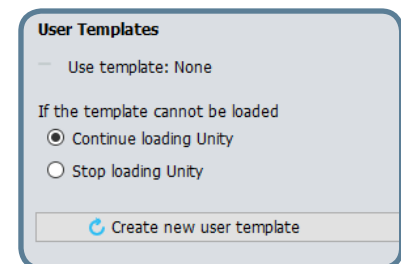 User Templates
Use template: None
If the template cannot be loaded
Continue loading Unity
Stop loading Unity
Create new user template